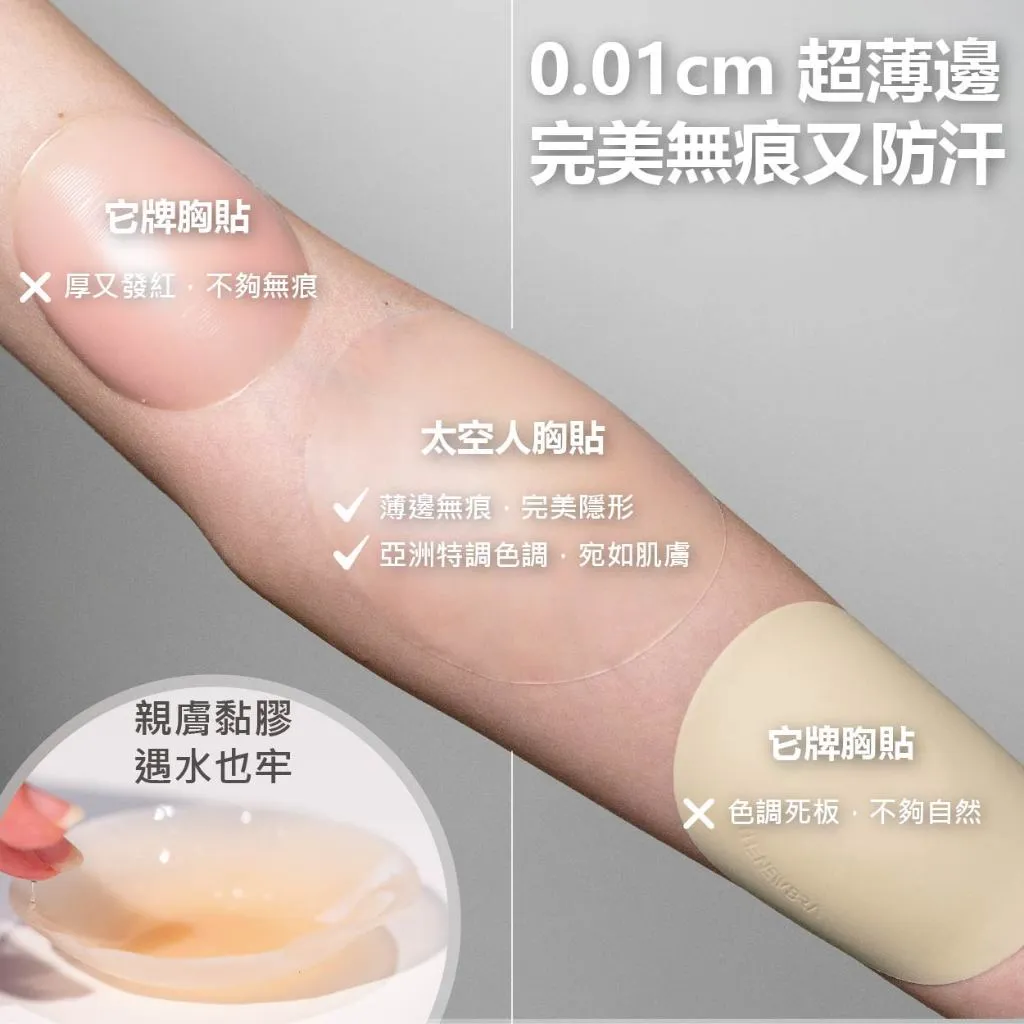 0.01cm 超薄邊
完美無痕又防汗
它牌胸貼
厚又發紅．不夠無痕
太空人胸貼
薄邊無痕．完美隱形
亞洲特調色調．宛如肌膚
親膚黏膠
遇水也牢
它牌胸貼
色調死板．不夠自然